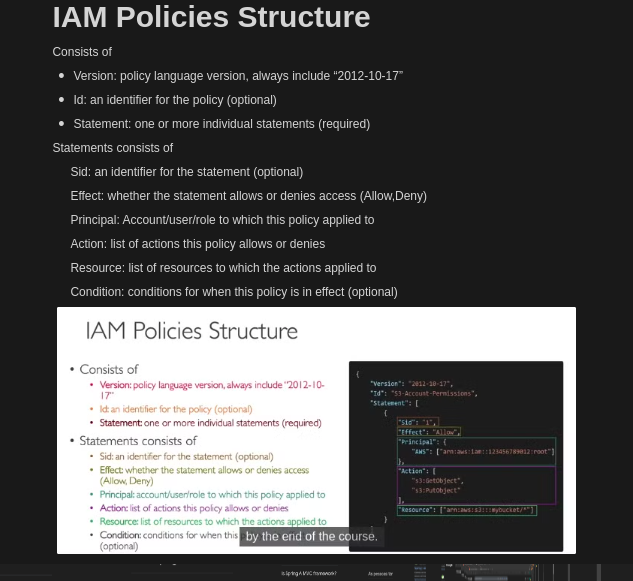 IAM Policies Structure
Consists of
• Version: policy language version, always include “2012-10-17”
• Id: an identifier for the policy (optional)
• Statement: one or more individual statements (required)
Statements consists of
Sid: an identifier for the statement (optional)
Effect: whether the statement allows or denies access (Allow,Deny)
Principal: Account/user/role to which this policy applied to
Action: list of actions this policy allows or denies
Resource: list of resources to which the actions applied to
Condition: conditions for when this policy is in effect (optional)
IAM Policies Structure
• Consists of
• Version: policy language version, always include "2012-10-
17"
• Id: an identifier for the policy (optional)
• Statement: one or more individual statements (required)
• Statements consists of
• Sid: an identifier for the statement (optional)
• Effect: whether the statement allows or denies access
(Allow, Deny)
• Principal: account/user/role to which this policy applied to
• Action: list of actions this policy allows or denies
• Resource: list of resources to which the actions applied to
• Condition: conditions for when this
(optional)
{
"Version": "2012-10-17",
"Id": "S3-Account-Permissions",
"Statement": [
{
"Sid": "1",
"Effect": "Allow",
"Principal": {
"AWS": ["arn:aws:iam::123456789012:root"]
},
"Action": [
"s3:GetObject",
"s3:PutObject"
],
"Resource": ["arn:aws:s3:::mybucket/*"]
}
]
by the end of the course.
Is Spring A MVC framework?